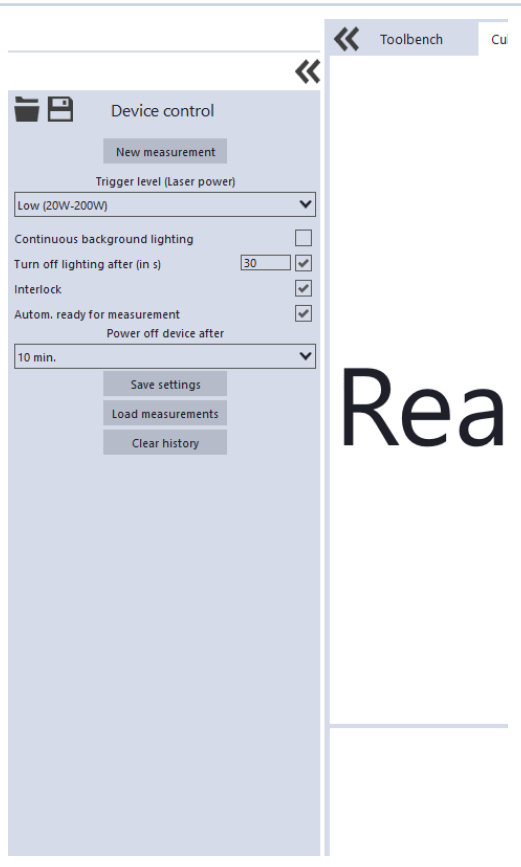 Toolbench
Device control
New measurement
Trigger level (Laser power)
Low (20W-200W)
Continuous background lighting
Turn off lighting after (in s) 30
Interlock
Autom. ready for measurement
Power off device after
10 min.
Save settings
Load measurements
Clear history
Rea